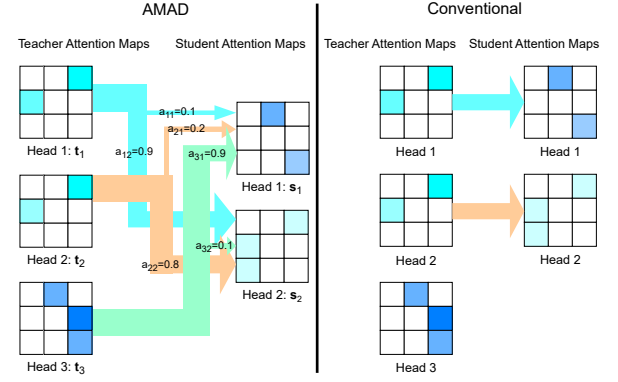 AMAD
Conventional
Teacher Attention Maps
Student Attention Maps
Teacher Attention Maps
Student Attention Maps
a11=0.1
a21=0.2
a12=0.9
a31=0.9
Head 1: t1
Head 1: s1
Head 1
Head 1
a32=0.1
a22=0.8
Head 2: t2
Head 2: s2
Head 2
Head 2
Head 3: t3
Head 3